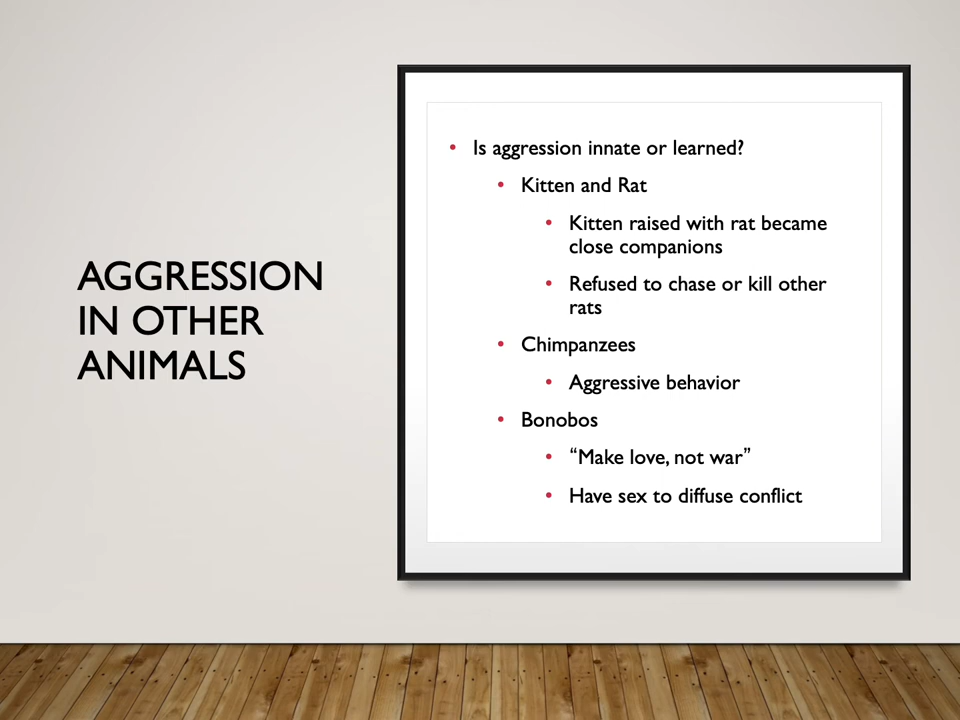 AGGRESSION
IN OTHER
ANIMALS
• Is aggression innate or learned?
• Kitten and Rat
• Kitten raised with rat became
close companions
• Refused to chase or kill other
rats
• Chimpanzees
• Aggressive behavior
• Bonobos
• “Make love, not war”
• Have sex to diffuse conflict